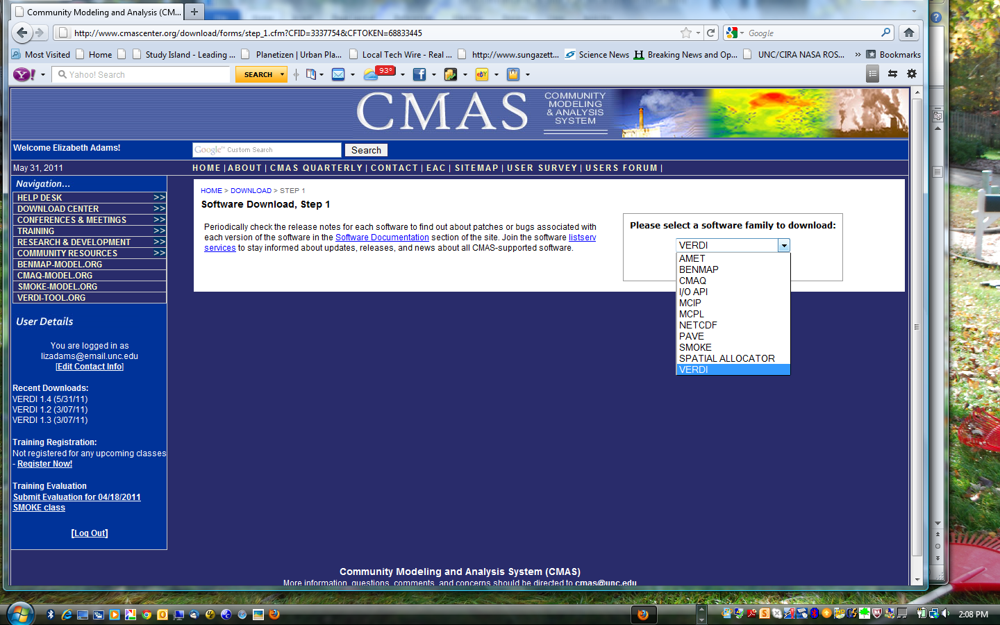 Community Modeling and Analysis (CM...
http://www.cmascenter.org/download/forms/step_1.cfm?CFID=3337754&CFTOKEN=68833445
Google
Most Visited Home Study Island - Leading ... Planetizen | Urban Pla... Local Tech Wire - Real ... http://www.sungazett... Science News Breaking News and Op... UNC/CIRA NASA ROS... » Bookmarks
Y! Yahoo! Search SEARCH 93°
CMAS
COMMUNITY
MODELING
& ANALYSIS
SYSTEM
Welcome Elizabeth Adams!
Google™ Custom Search Search
May 31, 2011
HOME | ABOUT | CMAS QUARTERLY | CONTACT | EAC | SITEMAP | USER SURVEY | USERS FORUM |
Navigation...
HELP DESK >>
DOWNLOAD CENTER >>
CONFERENCES & MEETINGS >>
TRAINING >>
RESEARCH & DEVELOPMENT >>
COMMUNITY RESOURCES >>
BENMAP-MODEL.ORG
CMAQ-MODEL.ORG
SMOKE-MODEL.ORG
VERDI-TOOL.ORG
User Details
You are logged in as
lizadams@email.unc.edu
[Edit Contact Info]
Recent Downloads:
VERDI 1.4 (5/31/11)
VERDI 1.2 (3/07/11)
VERDI 1.3 (3/07/11)
Training Registration:
Not registered for any upcoming classes
- Register Now!
Training Evaluation
Submit Evaluation for 04/18/2011
SMOKE class
[Log Out]
HOME > DOWNLOAD > STEP 1
Software Download, Step 1
Periodically check the release notes for each software to find out about patches or bugs associated with
each version of the software in the Software Documentation section of the site. Join the software listserv
services to stay informed about updates, releases, and news about all CMAS-supported software.
Please select a software family to download:
VERDI
AMET
BENMAP
CMAQ
I/O API
MCIP
MCPL
NETCDF
PAVE
SMOKE
SPATIAL ALLOCATOR
VERDI
Community Modeling and Analysis System (CMAS)
More information, questions, comments, and concerns should be directed to cmas@unc.edu
2:08 PM